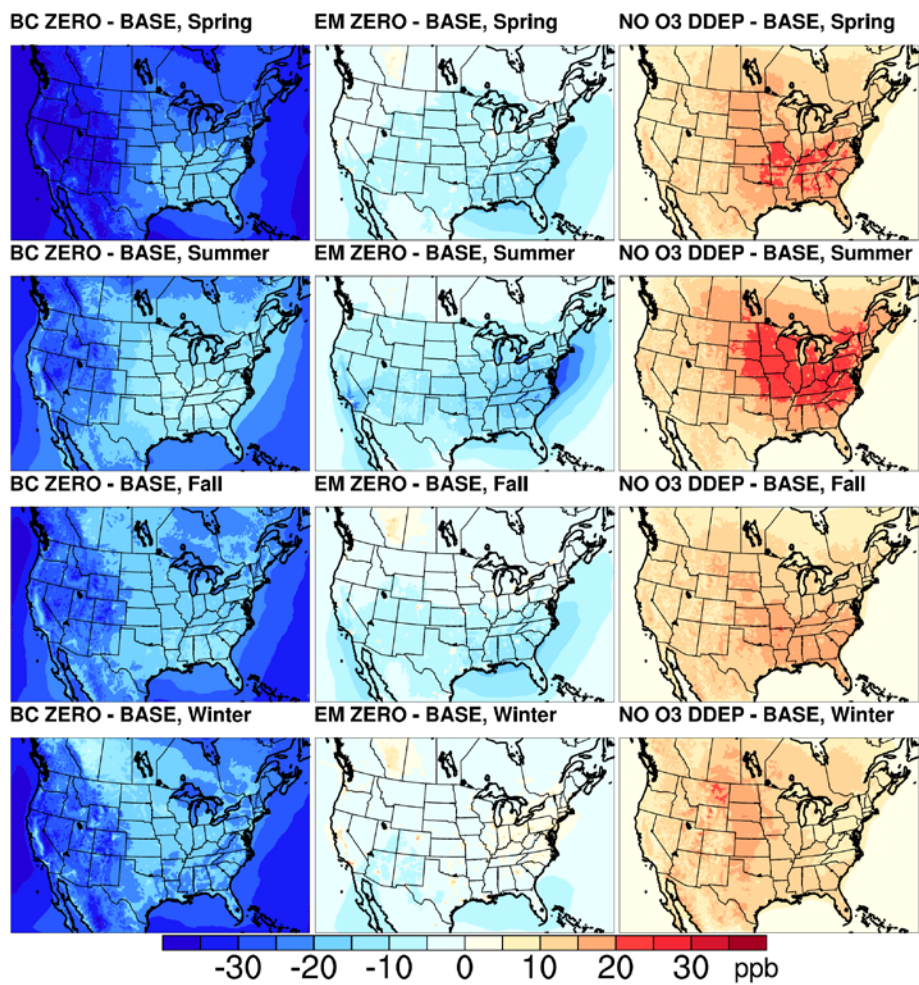 BC ZERO - BASE, Spring EM ZERO - BASE, Spring NO O3 DDEP - BASE, Spring
BC ZERO - BASE, Summer EM ZERO - BASE, Summer NO O3 DDEP - BASE, Summer
BC ZERO - BASE, Fall EM ZERO - BASE, Fall NO O3 DDEP - BASE, Fall
BC ZERO - BASE, Winter EM ZERO - BASE, Winter NO O3 DDEP - BASE, Winter
-30 -20 -10 0 10 20 30 ppb